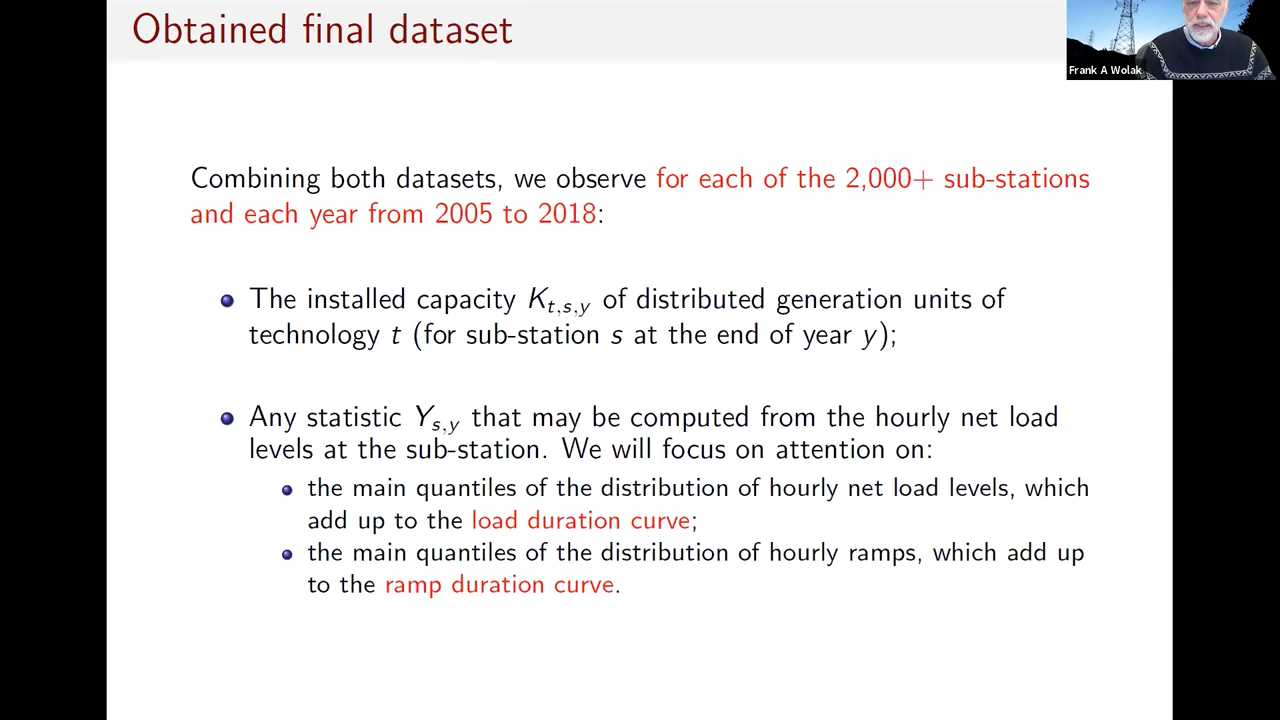 Obtained final dataset
Frank A Wolak
Combining both datasets, we observe for each of the 2,000+ sub-stations
and each year from 2005 to 2018:
The installed capacity K_{t,s,y} of distributed generation units of
technology t (for sub-station s at the end of year y);
Any statistic Y_{s,y} that may be computed from the hourly net load
levels at the sub-station. We will focus on attention on:
the main quantiles of the distribution of hourly net load levels, which
add up to the load duration curve;
the main quantiles of the distribution of hourly ramps, which add up
to the ramp duration curve.